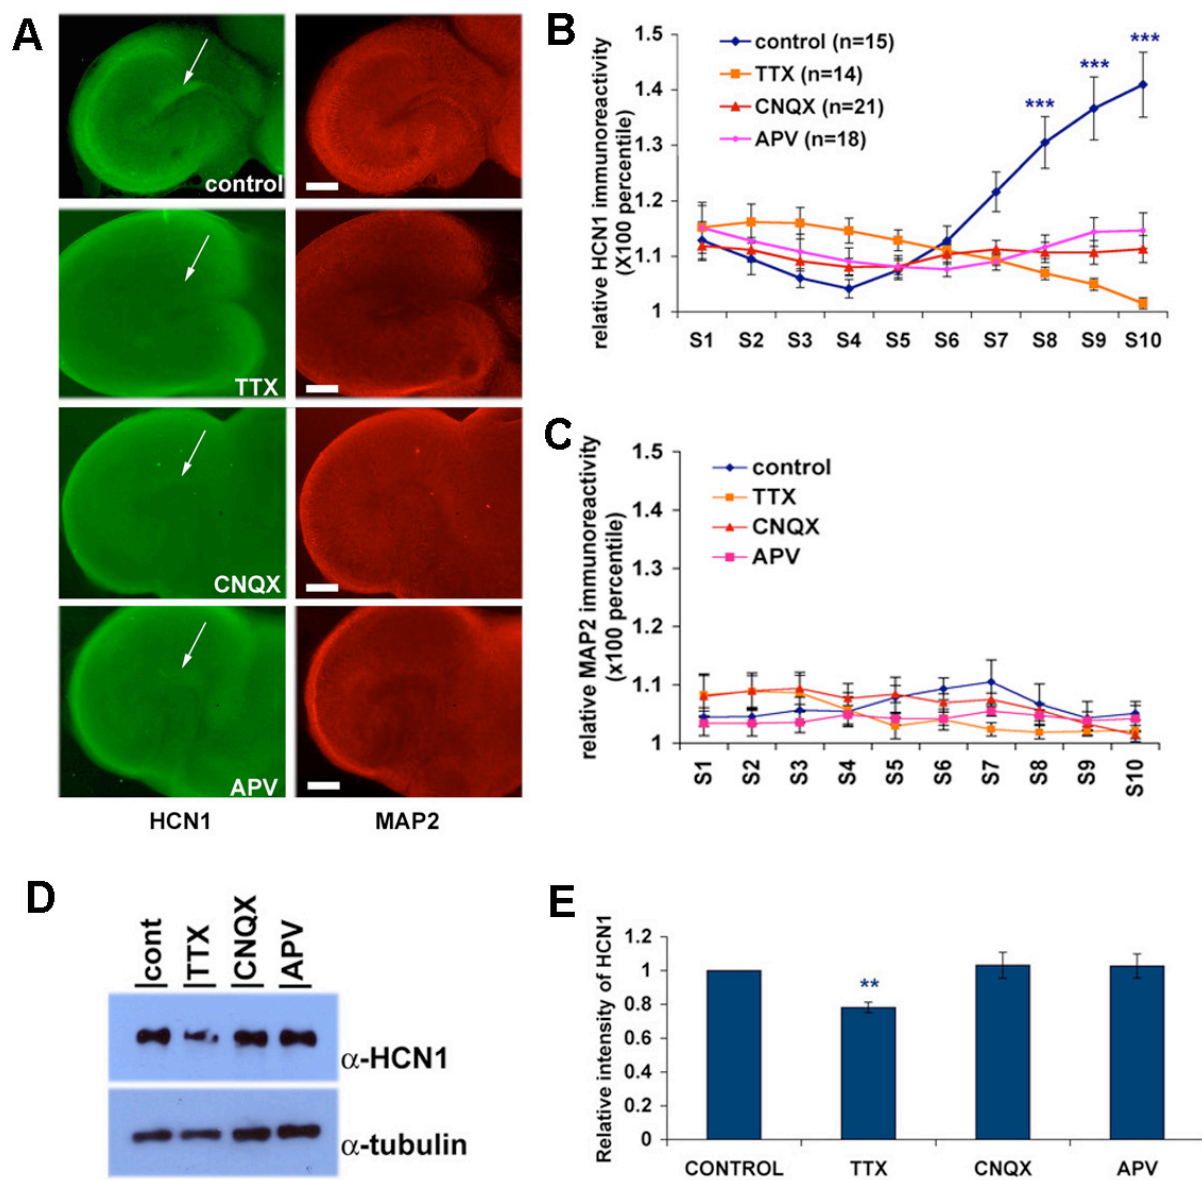 A
control
TTX
CNQX
APV
HCN1
MAP2
B
relative HCN1 immunoreactivity
(X100 percentile)
1.5
1.4
1.3
1.2
1.1
1
control (n=15)
TTX (n=14)
CNQX (n=21)
APV (n=18)
***
***
***
S1 S2 S3 S4 S5 S6 S7 S8 S9 S10
C
relative MAP2 immunoreactivity
(x100 percentile)
1.5
1.4
1.3
1.2
1.1
1
control
TTX
CNQX
APV
S1 S2 S3 S4 S5 S6 S7 S8 S9 S10
D
cont TTX CNQX APV
α-HCN1
α-tubulin
E
Relative intensity of HCN1
1.2
1
0.8
0.6
0.4
0.2
0
**
CONTROL TTX CNQX APV